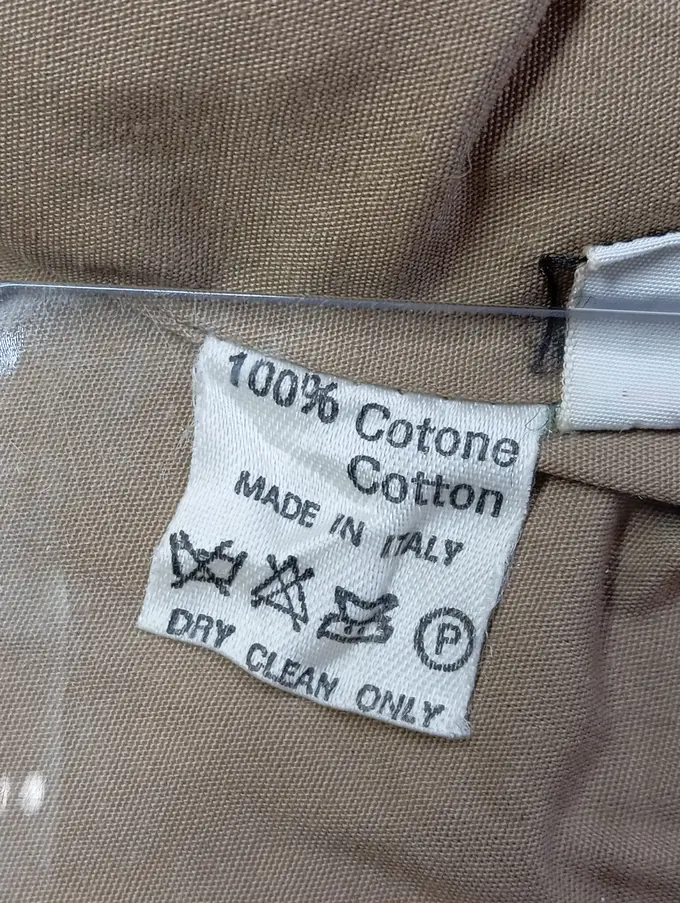 100% Cotone
Cotton
MADE IN ITALY
P
DRY CLEAN ONLY